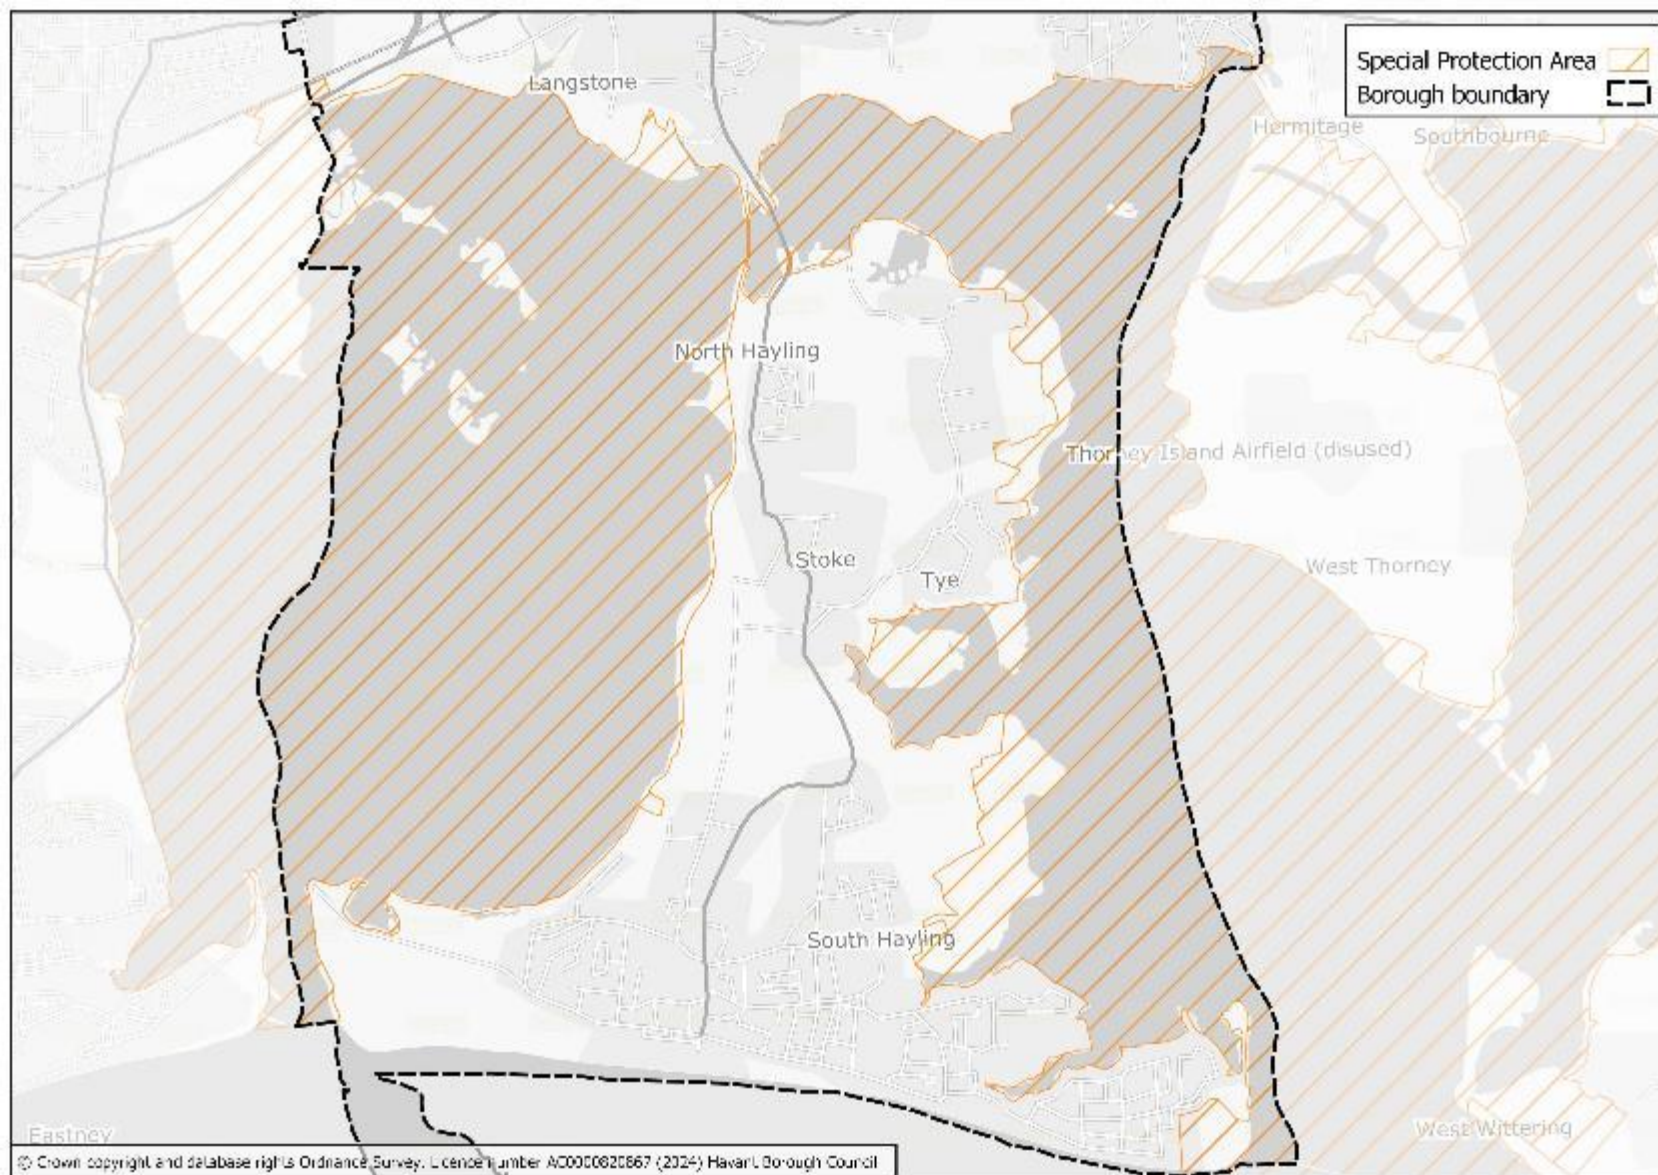 Special Protection Area
Borough boundary
Langstone
Hermitage
Southbourne
North Hayling
Thorney Island Airfield (disused)
Stoke
Tye
West Thorney
South Hayling
Eastney
West Wittering
© Crown copyright and database rights Ordnance Survey. Licence number AC0000820867 (2024) Havant Borough Council